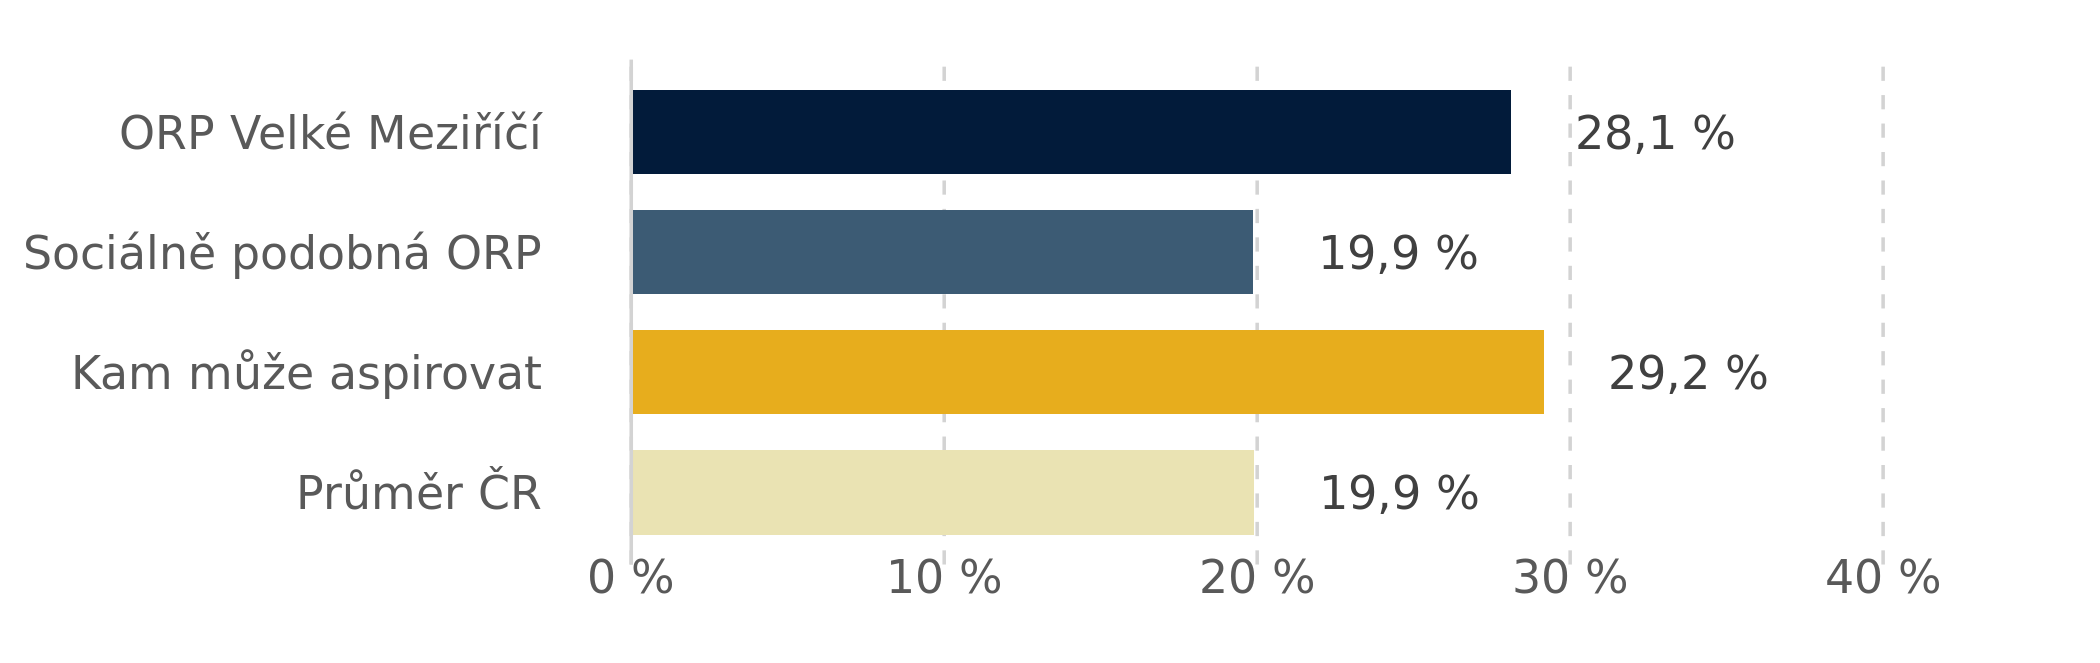 ORP Velké Meziříčí 28,1 %
Sociálně podobná ORP 19,9 %
Kam může aspirovat 29,2 %
Průměr ČR 19,9 %
0 % 10 % 20 % 30 % 40 %